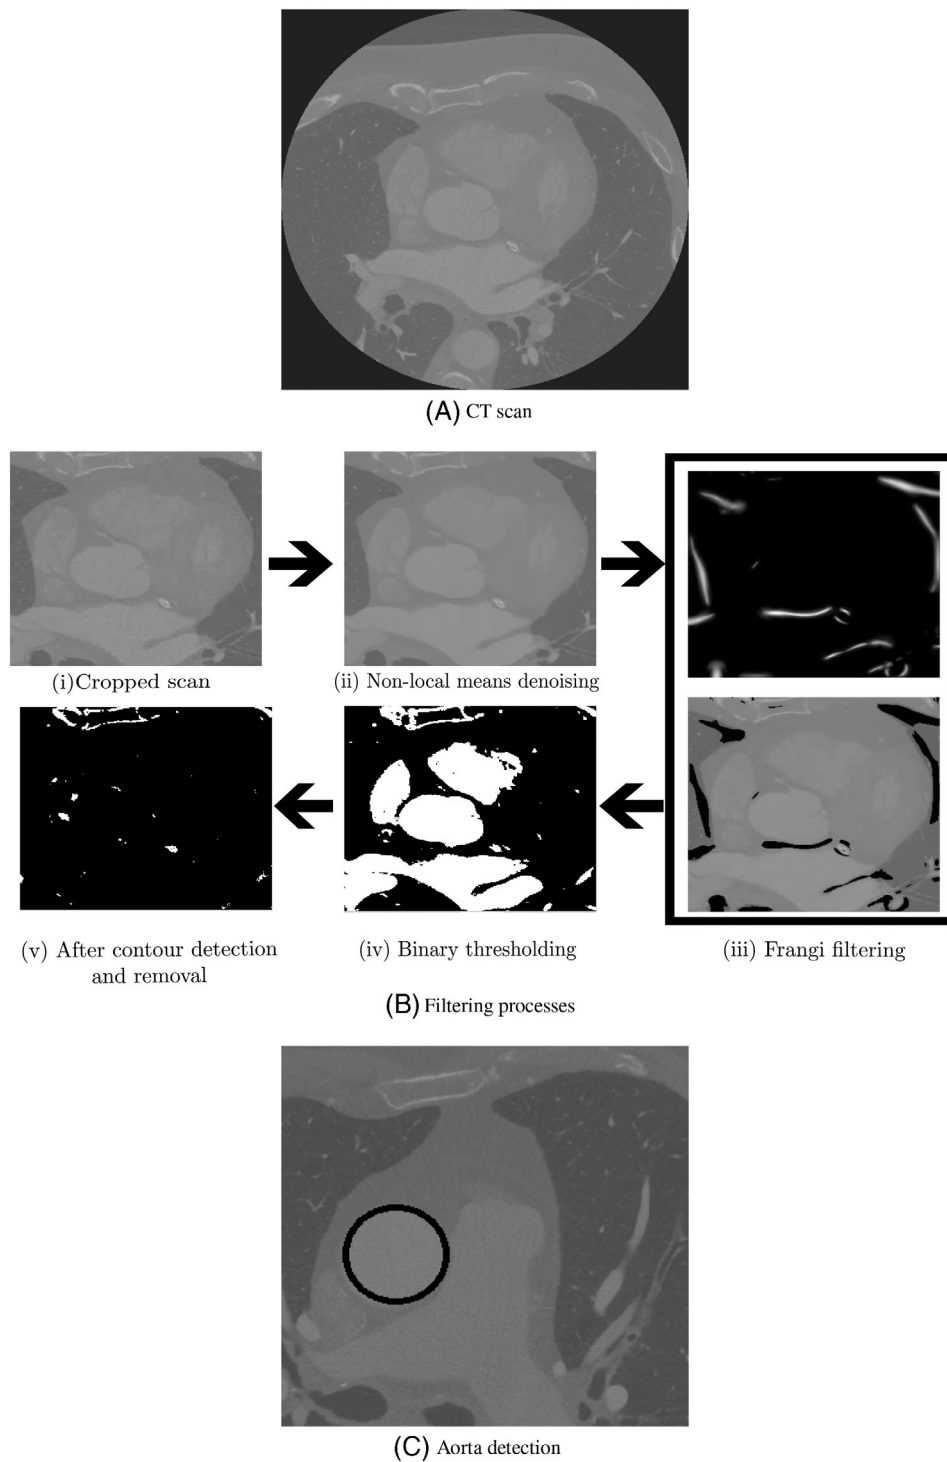 (A) CT scan
(i)Cropped scan
(ii) Non-local means denoising
(v) After contour detection
and removal
(iv) Binary thresholding
(iii) Frangi filtering
(B) Filtering processes
(C) Aorta detection